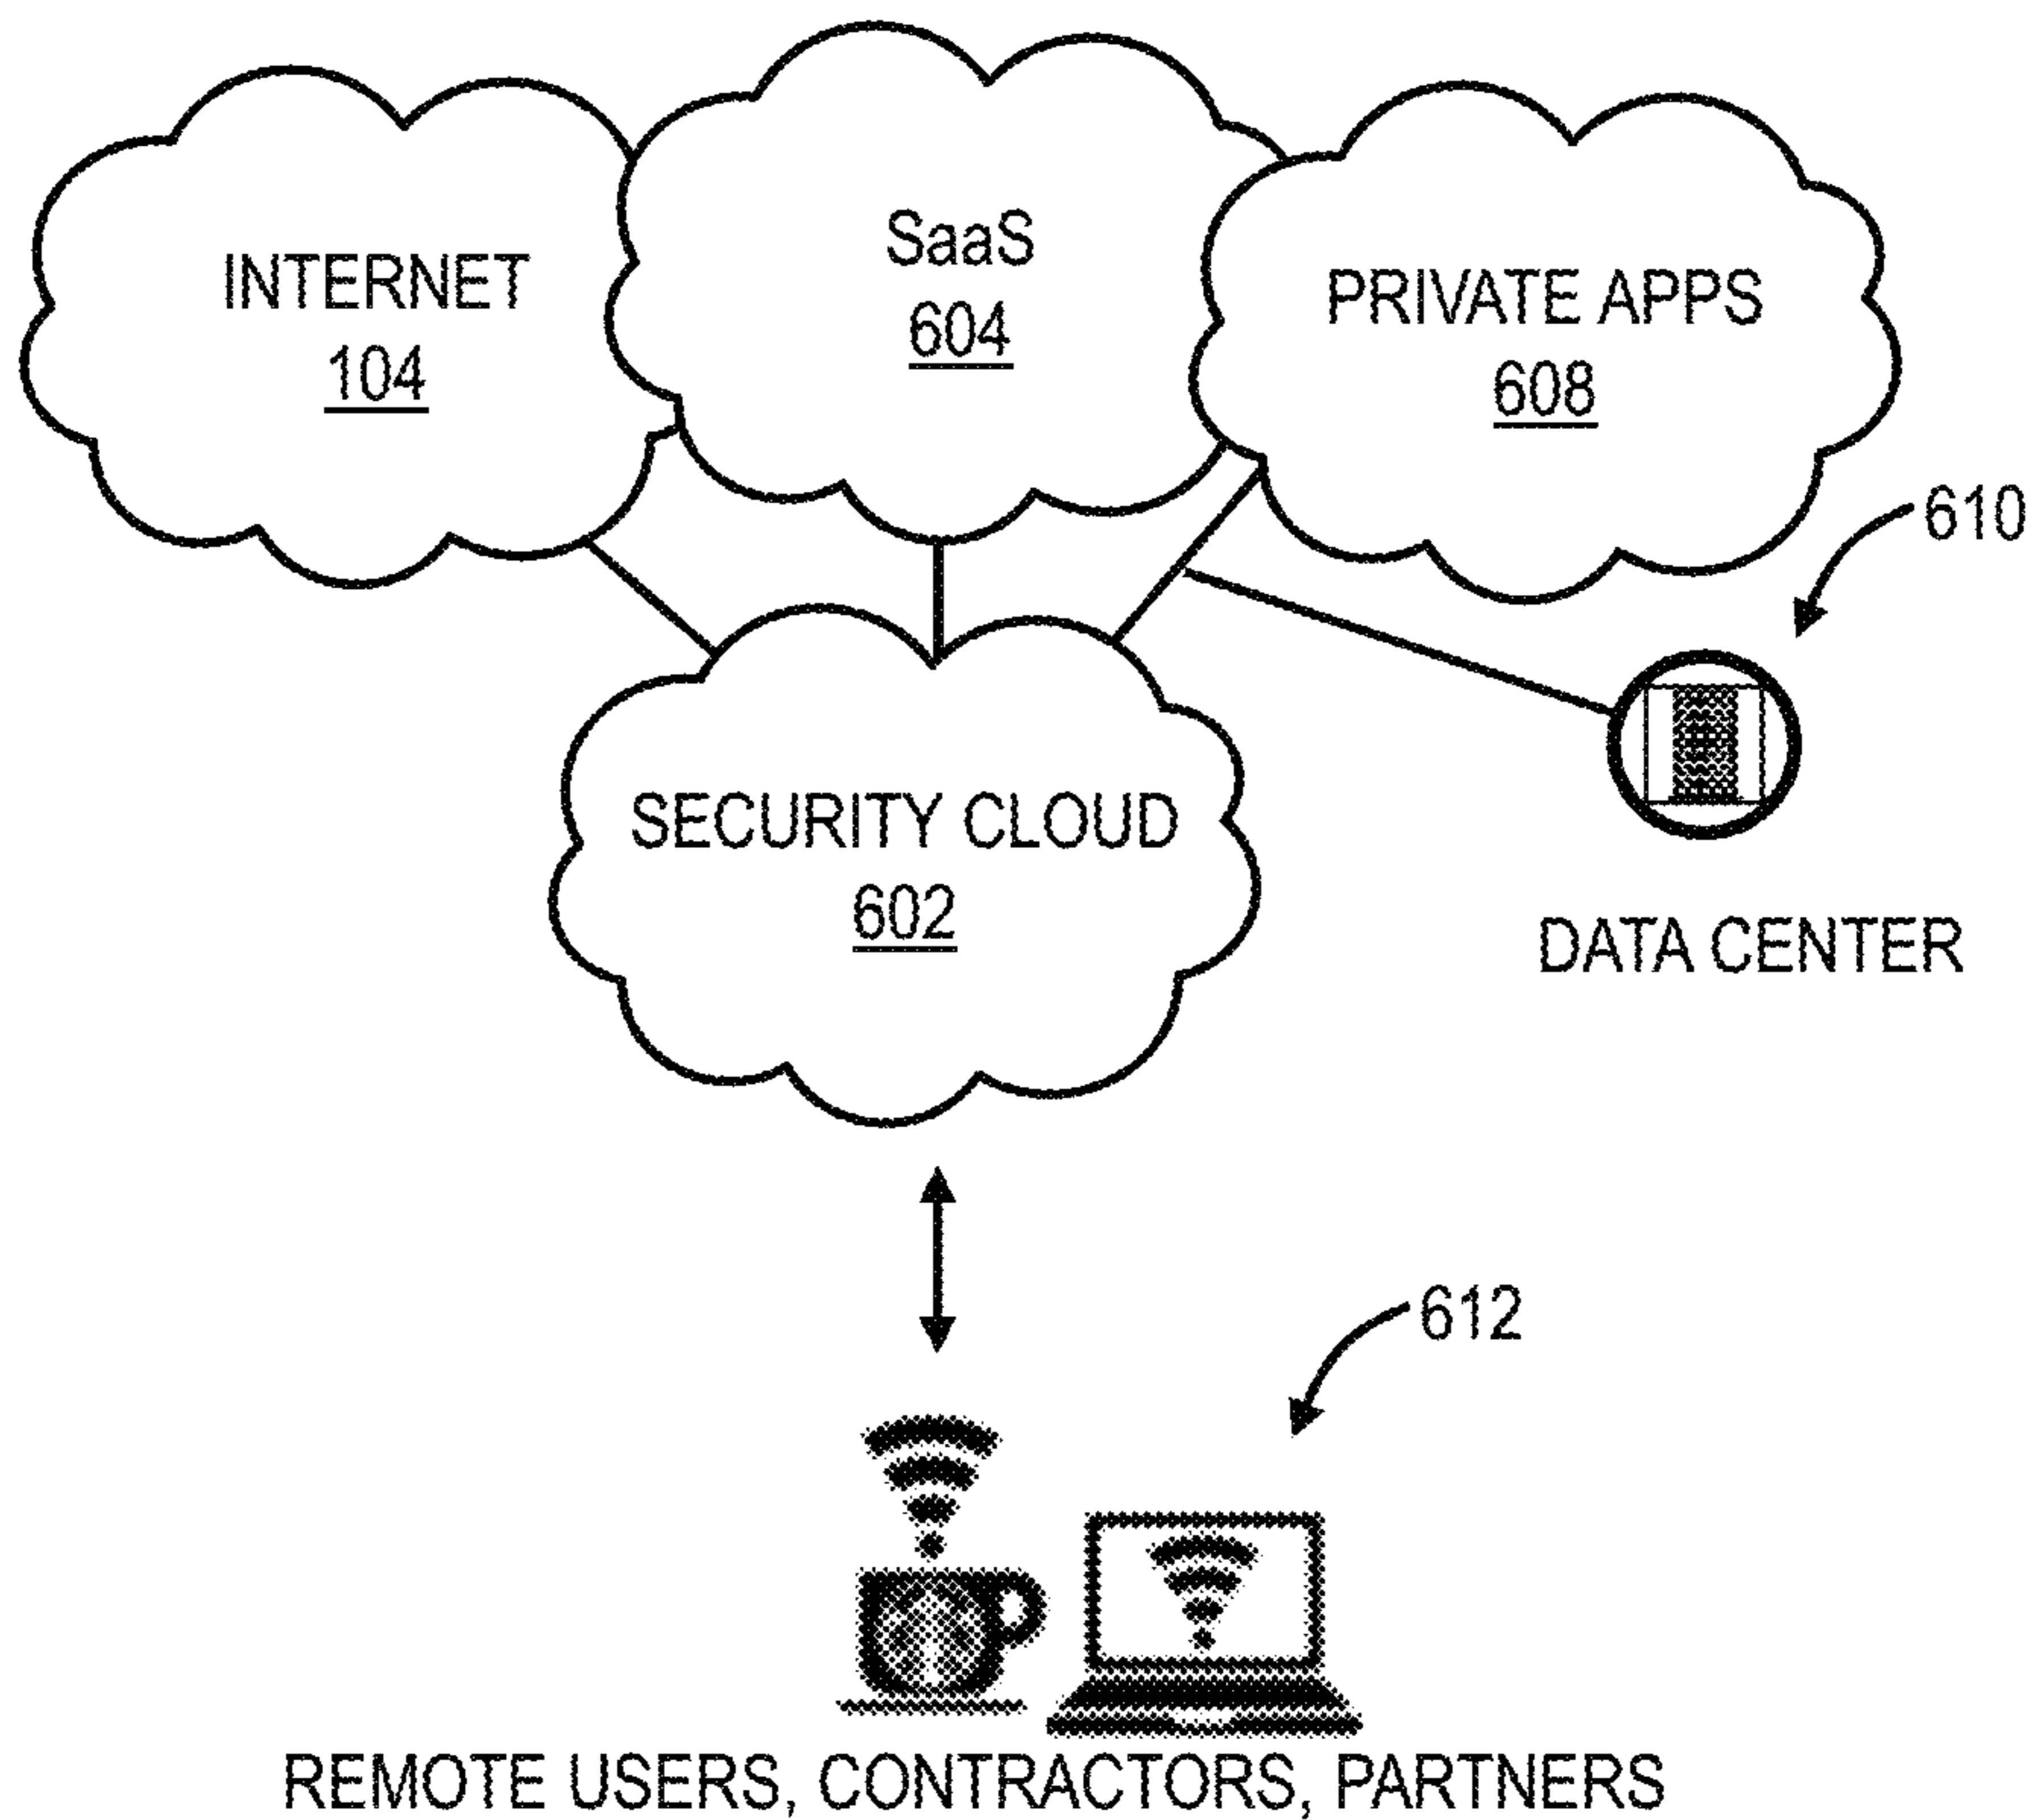 INTERNET
104
SaaS
604
PRIVATE APPS
608
610
SECURITY CLOUD
602
DATA CENTER
612
REMOTE USERS, CONTRACTORS, PARTNERS